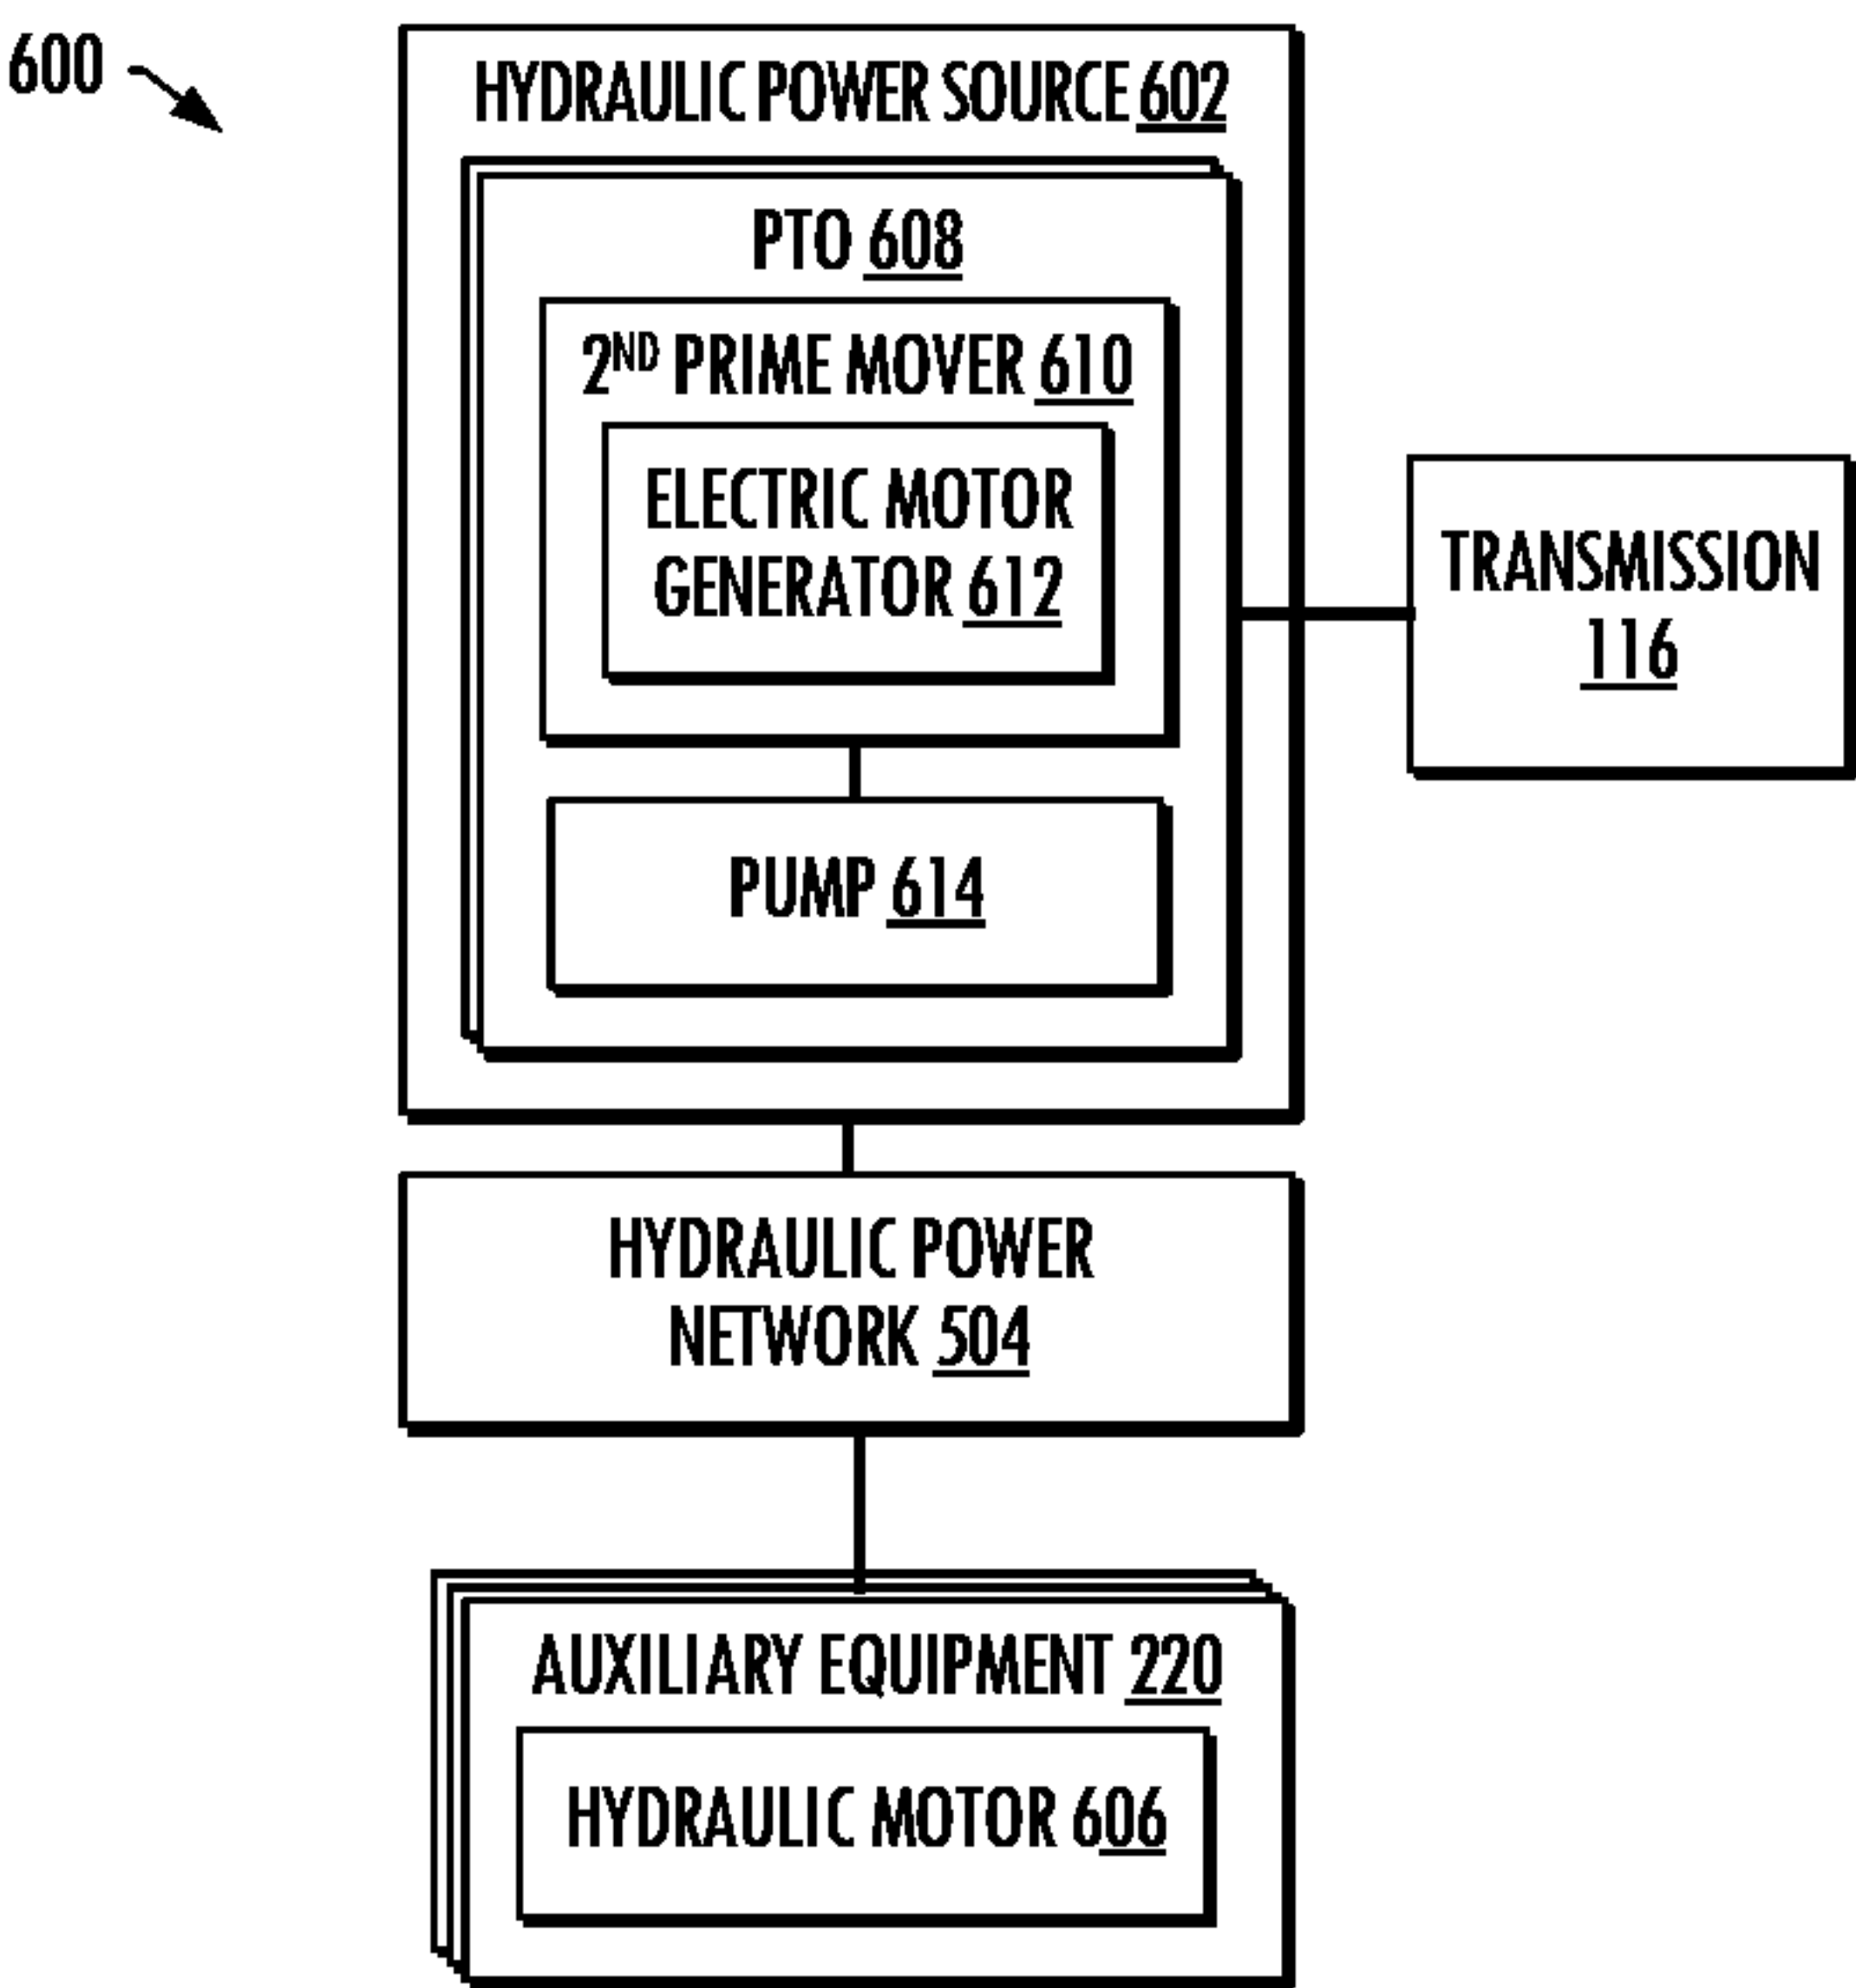 600
HYDRAULIC POWER SOURCE 602
PTO 608
2ND PRIME MOVER 610
ELECTRIC MOTOR
GENERATOR 612
TRANSMISSION
116
PUMP 614
HYDRAULIC POWER
NETWORK 504
AUXILIARY EQUIPMENT 220
HYDRAULIC MOTOR 606